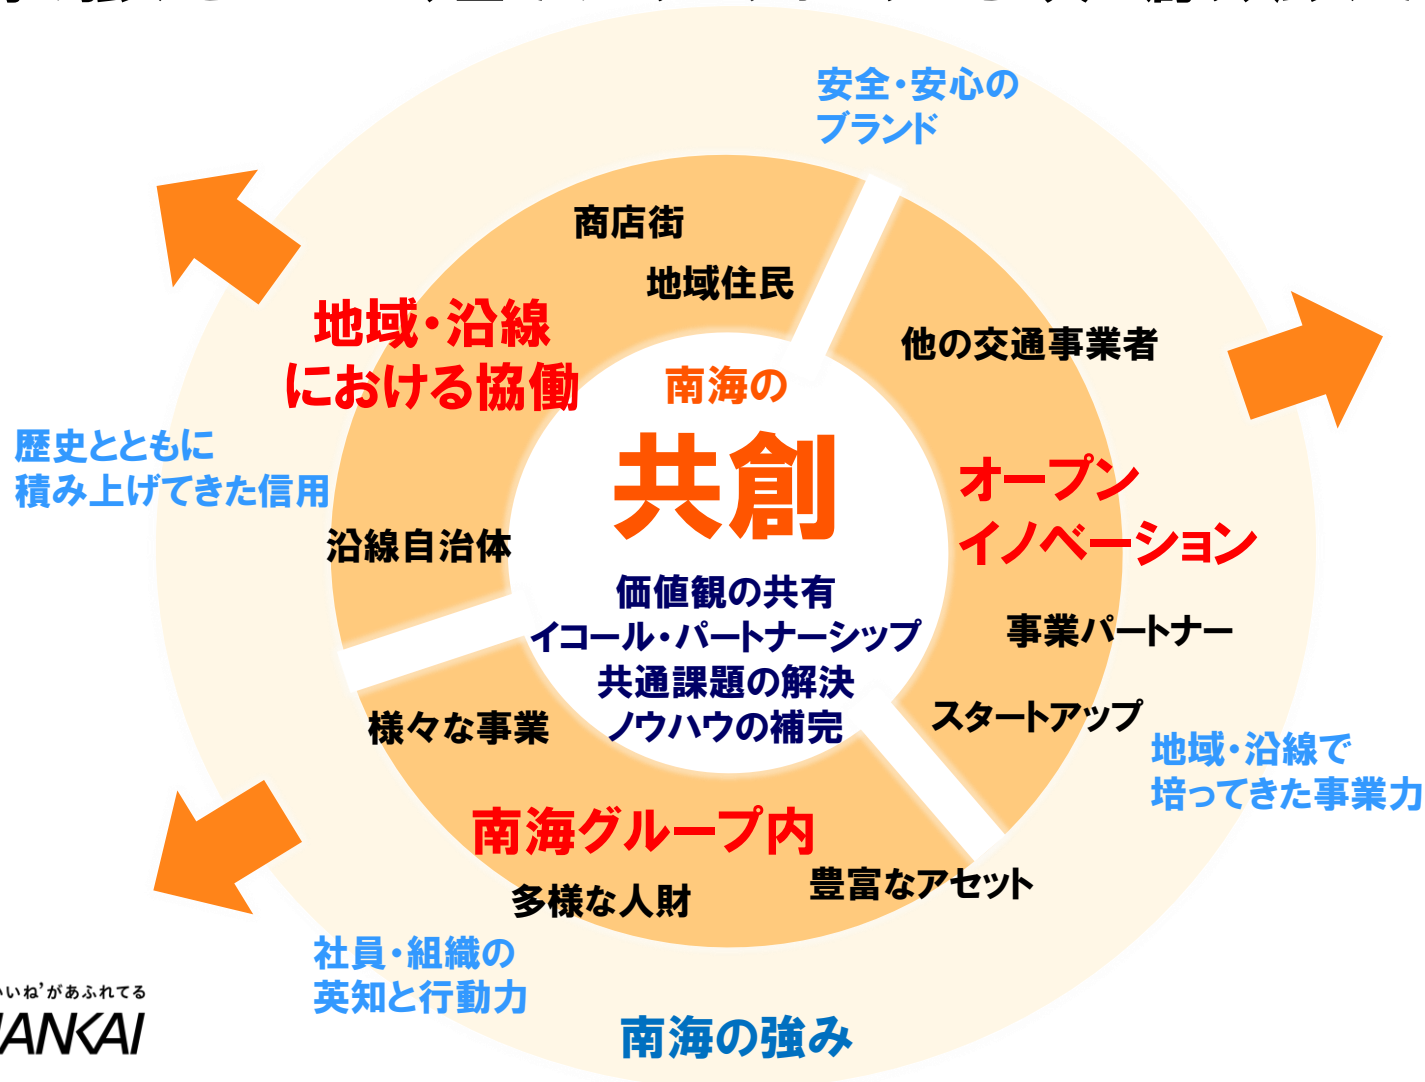 安全・安心の
ブランド
商店街
地域住民
地域・沿線
における協働
他の交通事業者
南海の
共創
歴史とともに
積み上げてきた信用
オープン
イノベーション
沿線自治体
価値観の共有
イコール・パートナーシップ
共通課題の解決
ノウハウの補完
事業パートナー
スタートアップ
様々な事業
地域・沿線で
培ってきた事業力
南海グループ内
多様な人財
豊富なアセット
社員・組織の
英知と行動力
南海の強み
いね’があふれてる
NANKAI